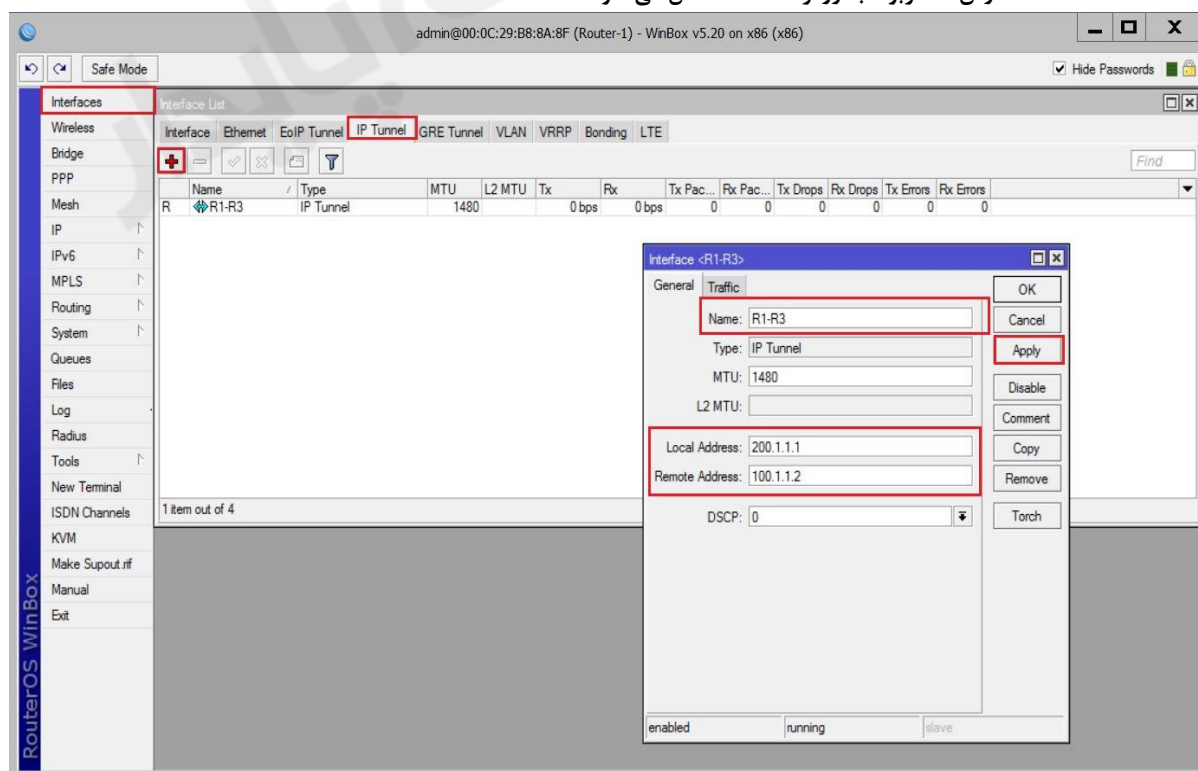 admin@00:0C:29:B8:8A:8F (Router-1) - WinBox v5.20 on x86 (x86)
Safe Mode
Hide Passwords
Interfaces
Wireless
Bridge
PPP
Mesh
IP
IPv6
MPLS
Routing
System
Queues
Files
Log
Radius
Tools
New Terminal
ISDN Channels
KVM
Make Supout.rif
Manual
Exit
RouterOS WinBox
Interface List
Interface Ethernet EoIP Tunnel IP Tunnel GRE Tunnel VLAN VRRP Bonding LTE
Find
Name / Type MTU L2 MTU Tx Rx Tx Pac... Rx Pac... Tx Drops Rx Drops Tx Errors Rx Errors
R R1-R3 IP Tunnel 1480 0 bps 0 bps 0 0 0 0 0 0
1 item out of 4
Interface <R1-R3>
General Traffic
Name: R1-R3
Type: IP Tunnel
MTU: 1480
L2 MTU:
Local Address: 200.1.1.1
Remote Address: 100.1.1.2
DSCP: 0
OK
Cancel
Apply
Disable
Comment
Copy
Remove
Torch
enabled running slave